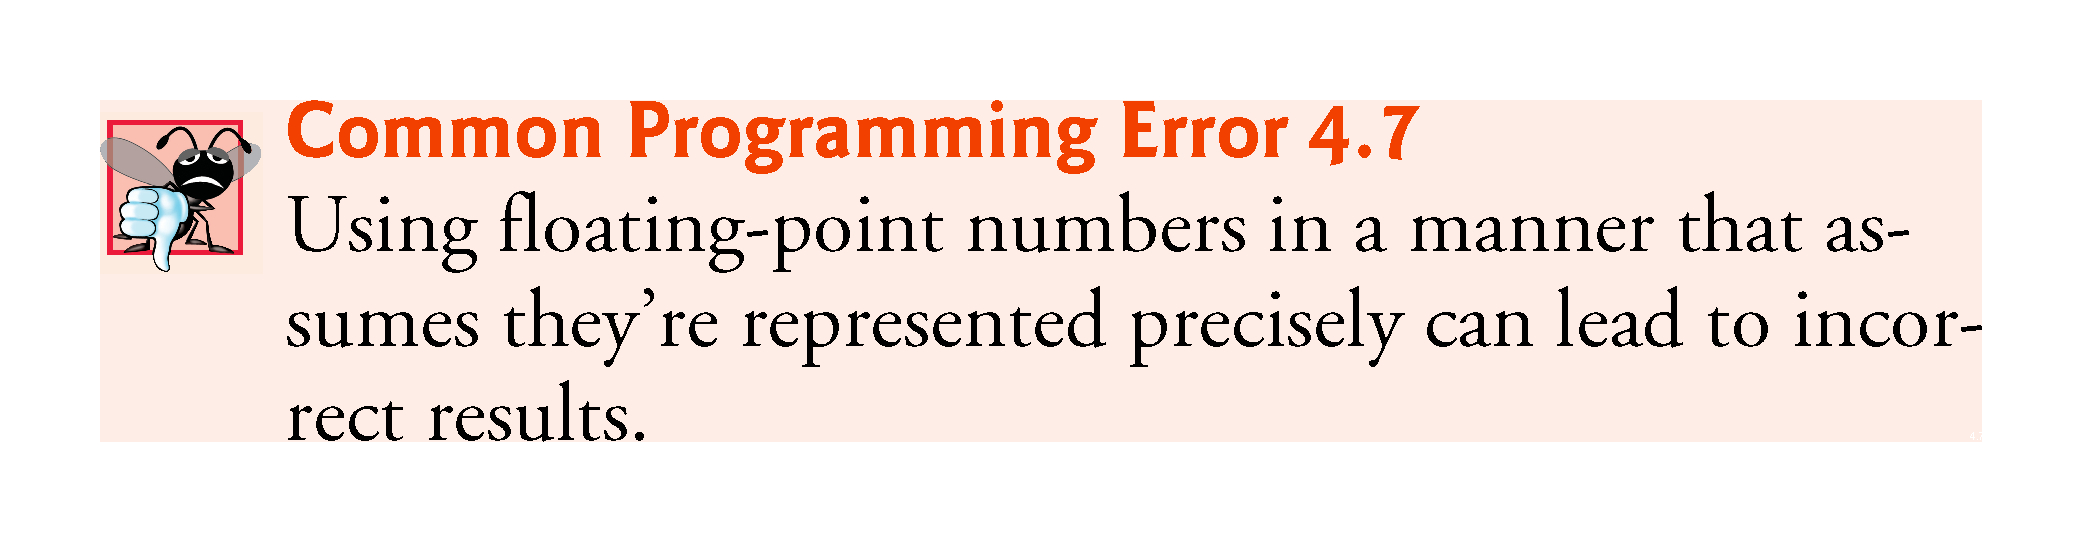 Common Programming Error 4.7
Using floating-point numbers in a manner that as-
sumes they’re represented precisely can lead to incor-
rect results.